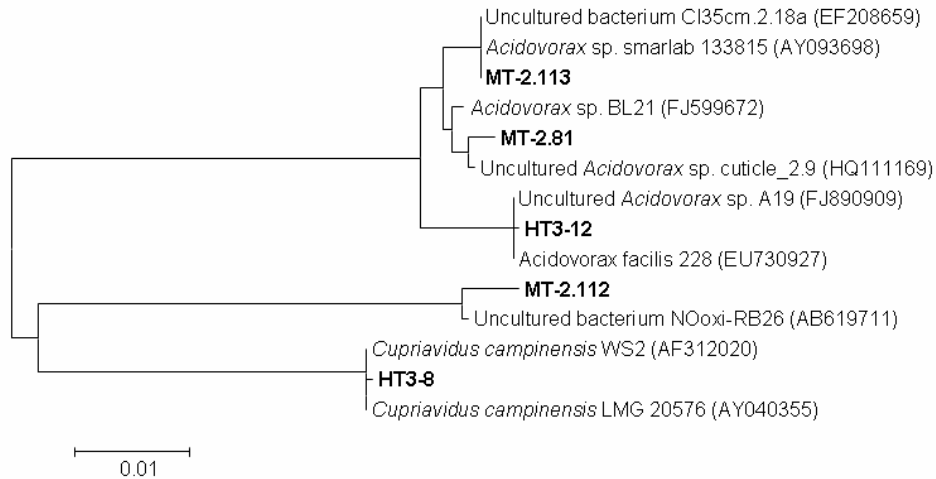 Uncultured bacterium CI35cm.2.18a (EF208659)
Acidovorax sp. smarlab 133815 (AY093698)
MT-2.113
Acidovorax sp. BL21 (FJ599672)
MT-2.81
Uncultured Acidovorax sp. cuticle_2.9 (HQ111169)
Uncultured Acidovorax sp. A19 (FJ890909)
HT3-12
Acidovorax facilis 228 (EU730927)
MT-2.112
Uncultured bacterium NOoxi-RB26 (AB619711)
Cupriavidus campinensis WS2 (AF312020)
HT3-8
Cupriavidus campinensis LMG 20576 (AY040355)
0.01